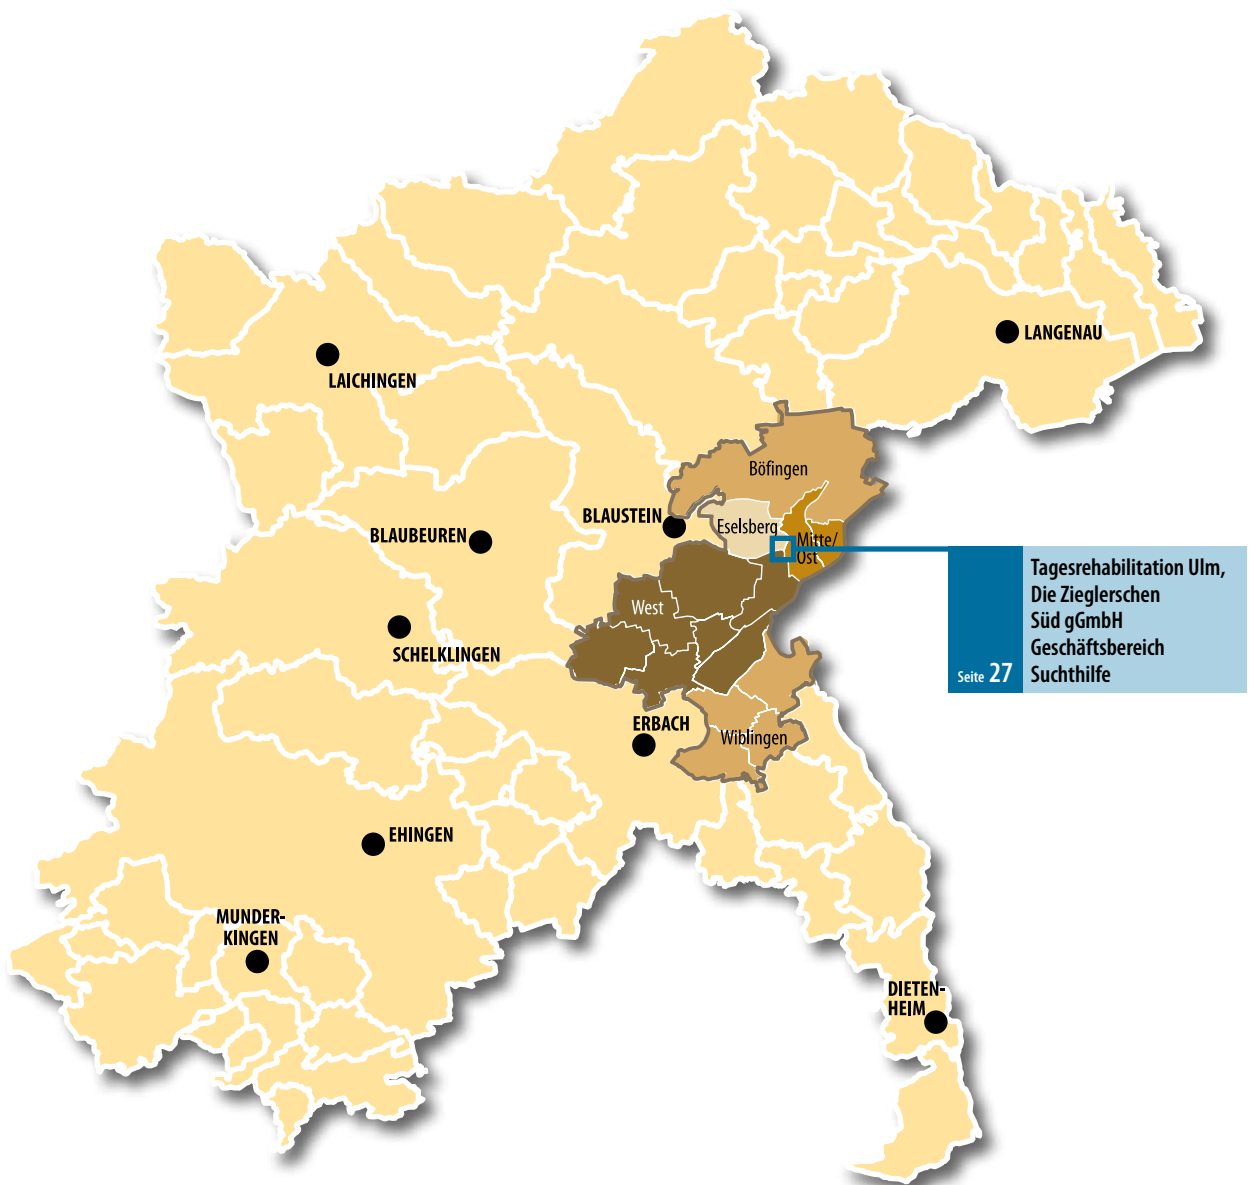 LANGENAU
LAICHINGEN
Böfingen
BLAUSTEIN
Eselsberg
BLAUBEUREN
Mitte/
Ost
Tagesrehabilitation Ulm,
Die Zieglerschen
Süd gGmbH
Geschäftsbereich
Suchthilfe
Seite 27
West
SCHELKLINGEN
ERBACH
Wiblingen
EHINGEN
MUNDER-
KINGEN
DIETEN-
HEIM